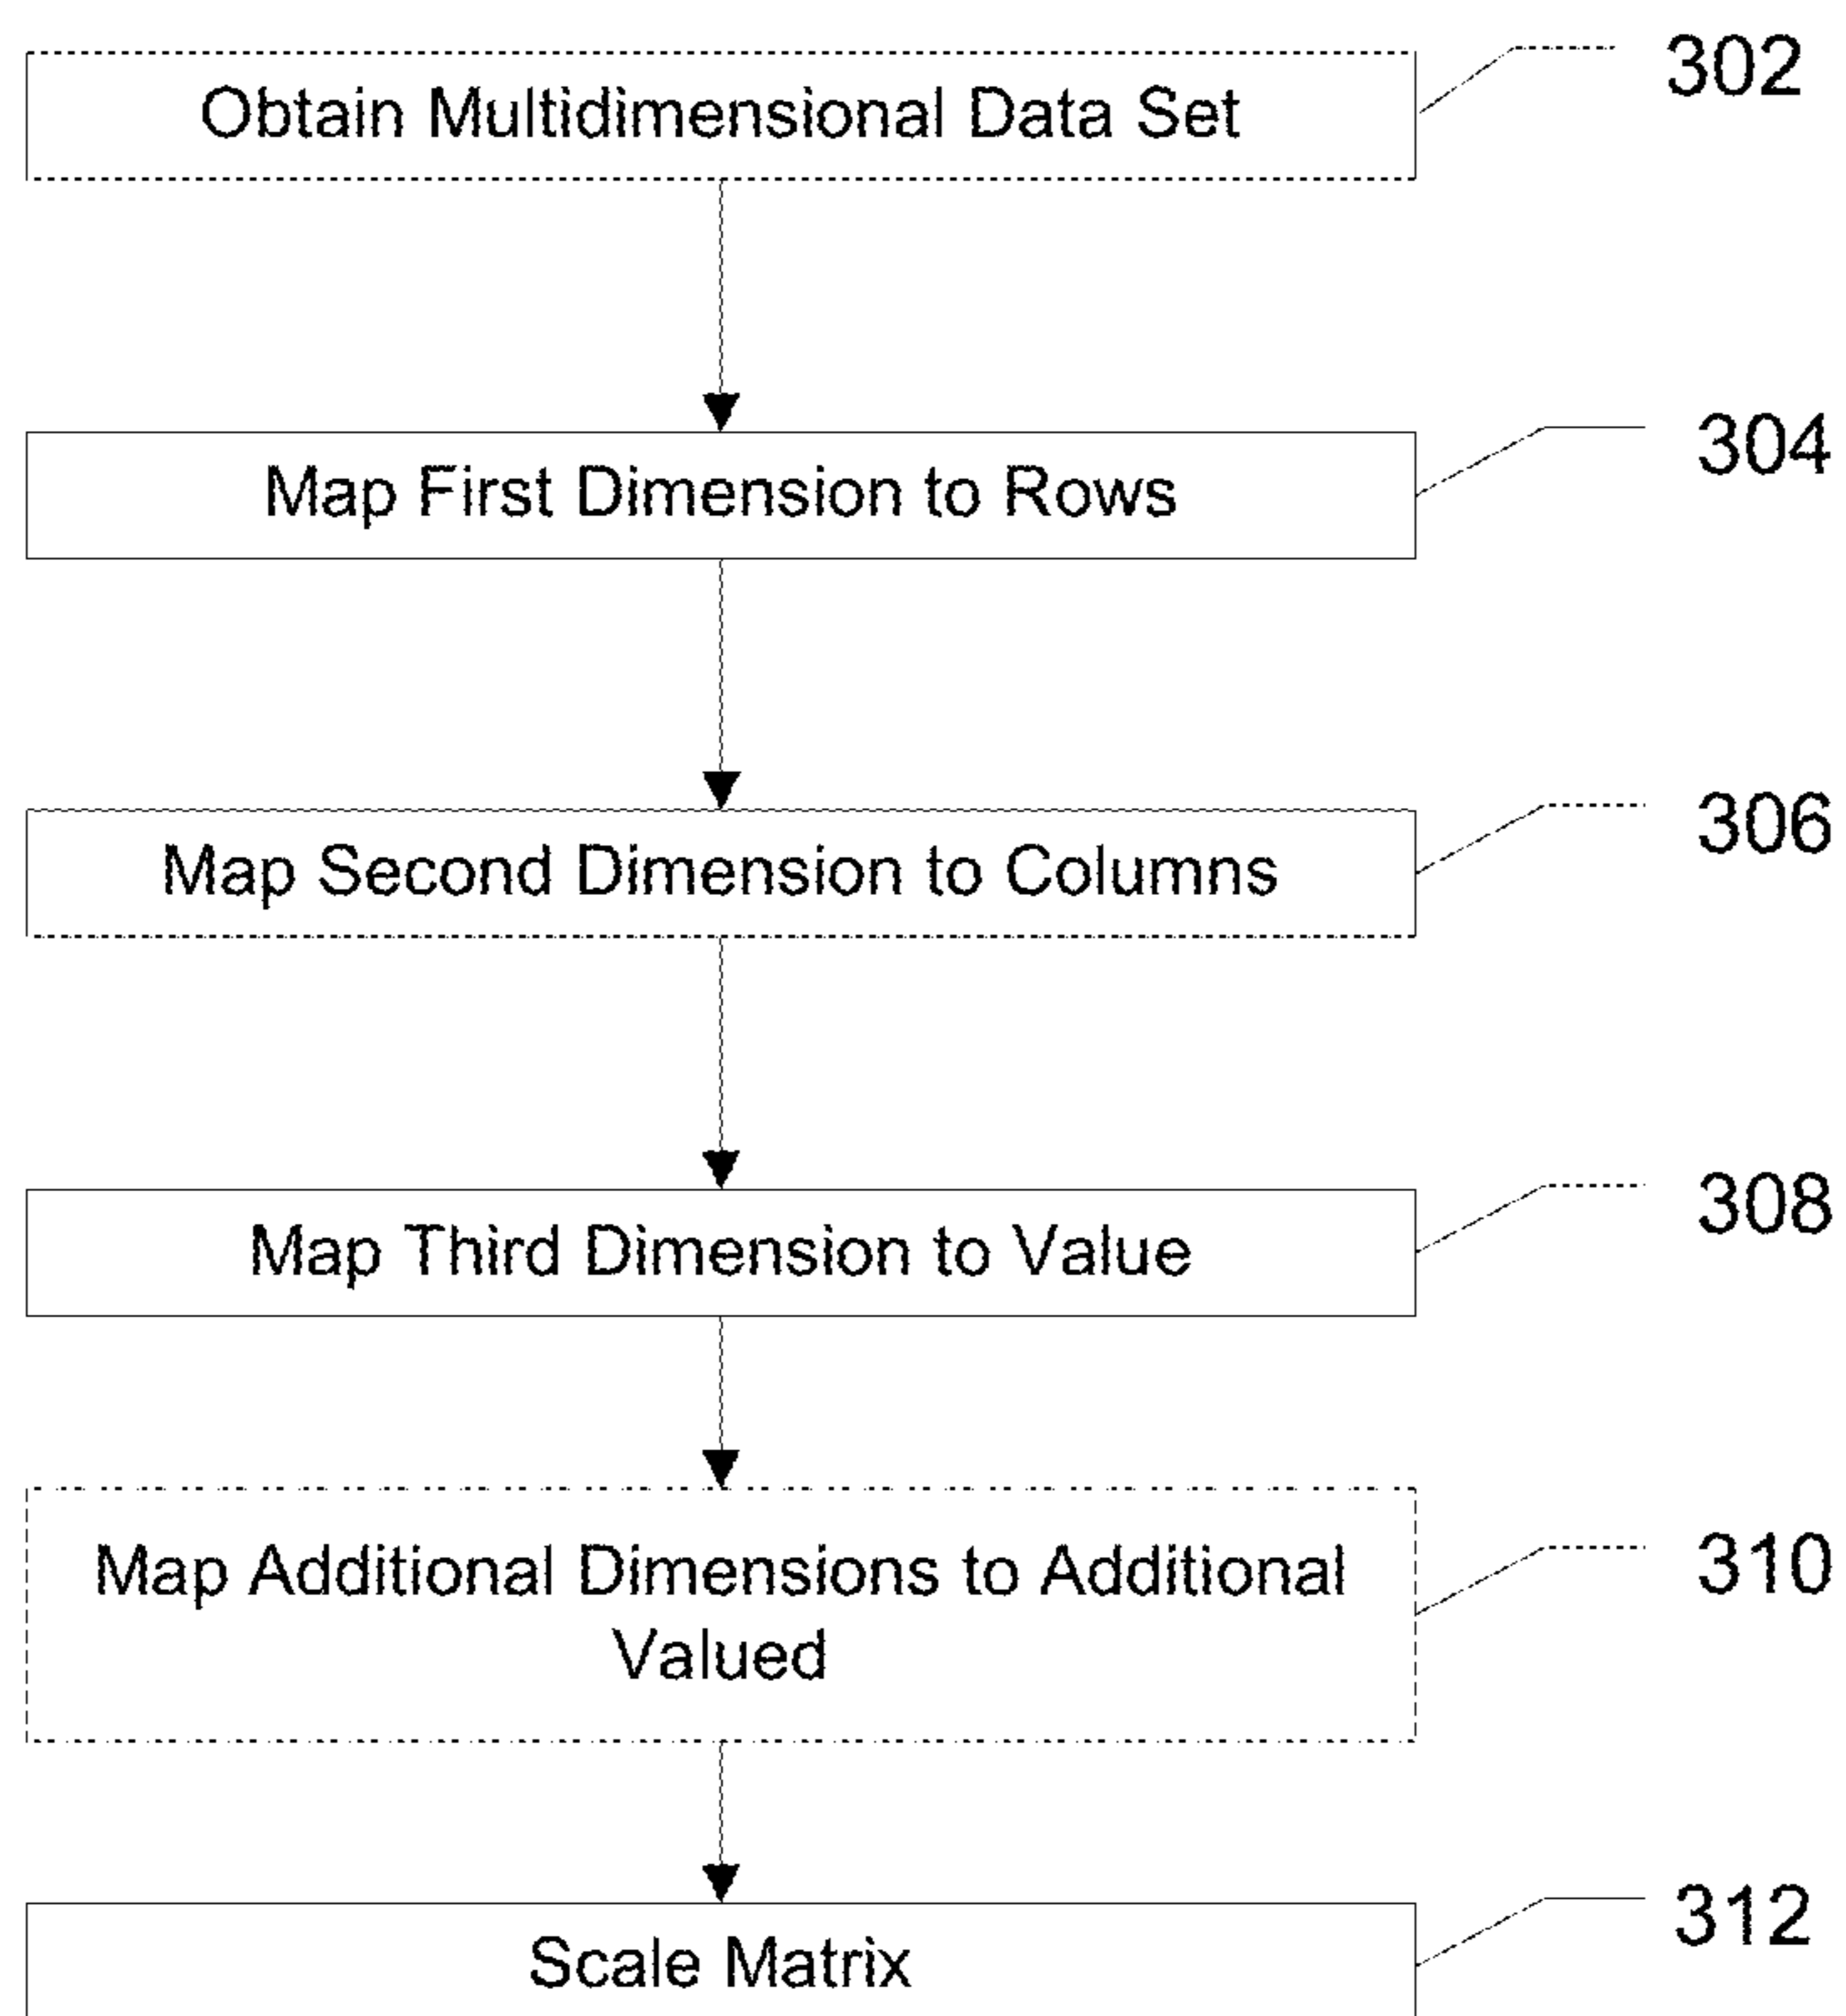 Obtain Multidimensional Data Set
302
Map First Dimension to Rows
304
Map Second Dimension to Columns
306
Map Third Dimension to Value
308
Map Additional Dimensions to Additional
Valued
310
Scale Matrix
312